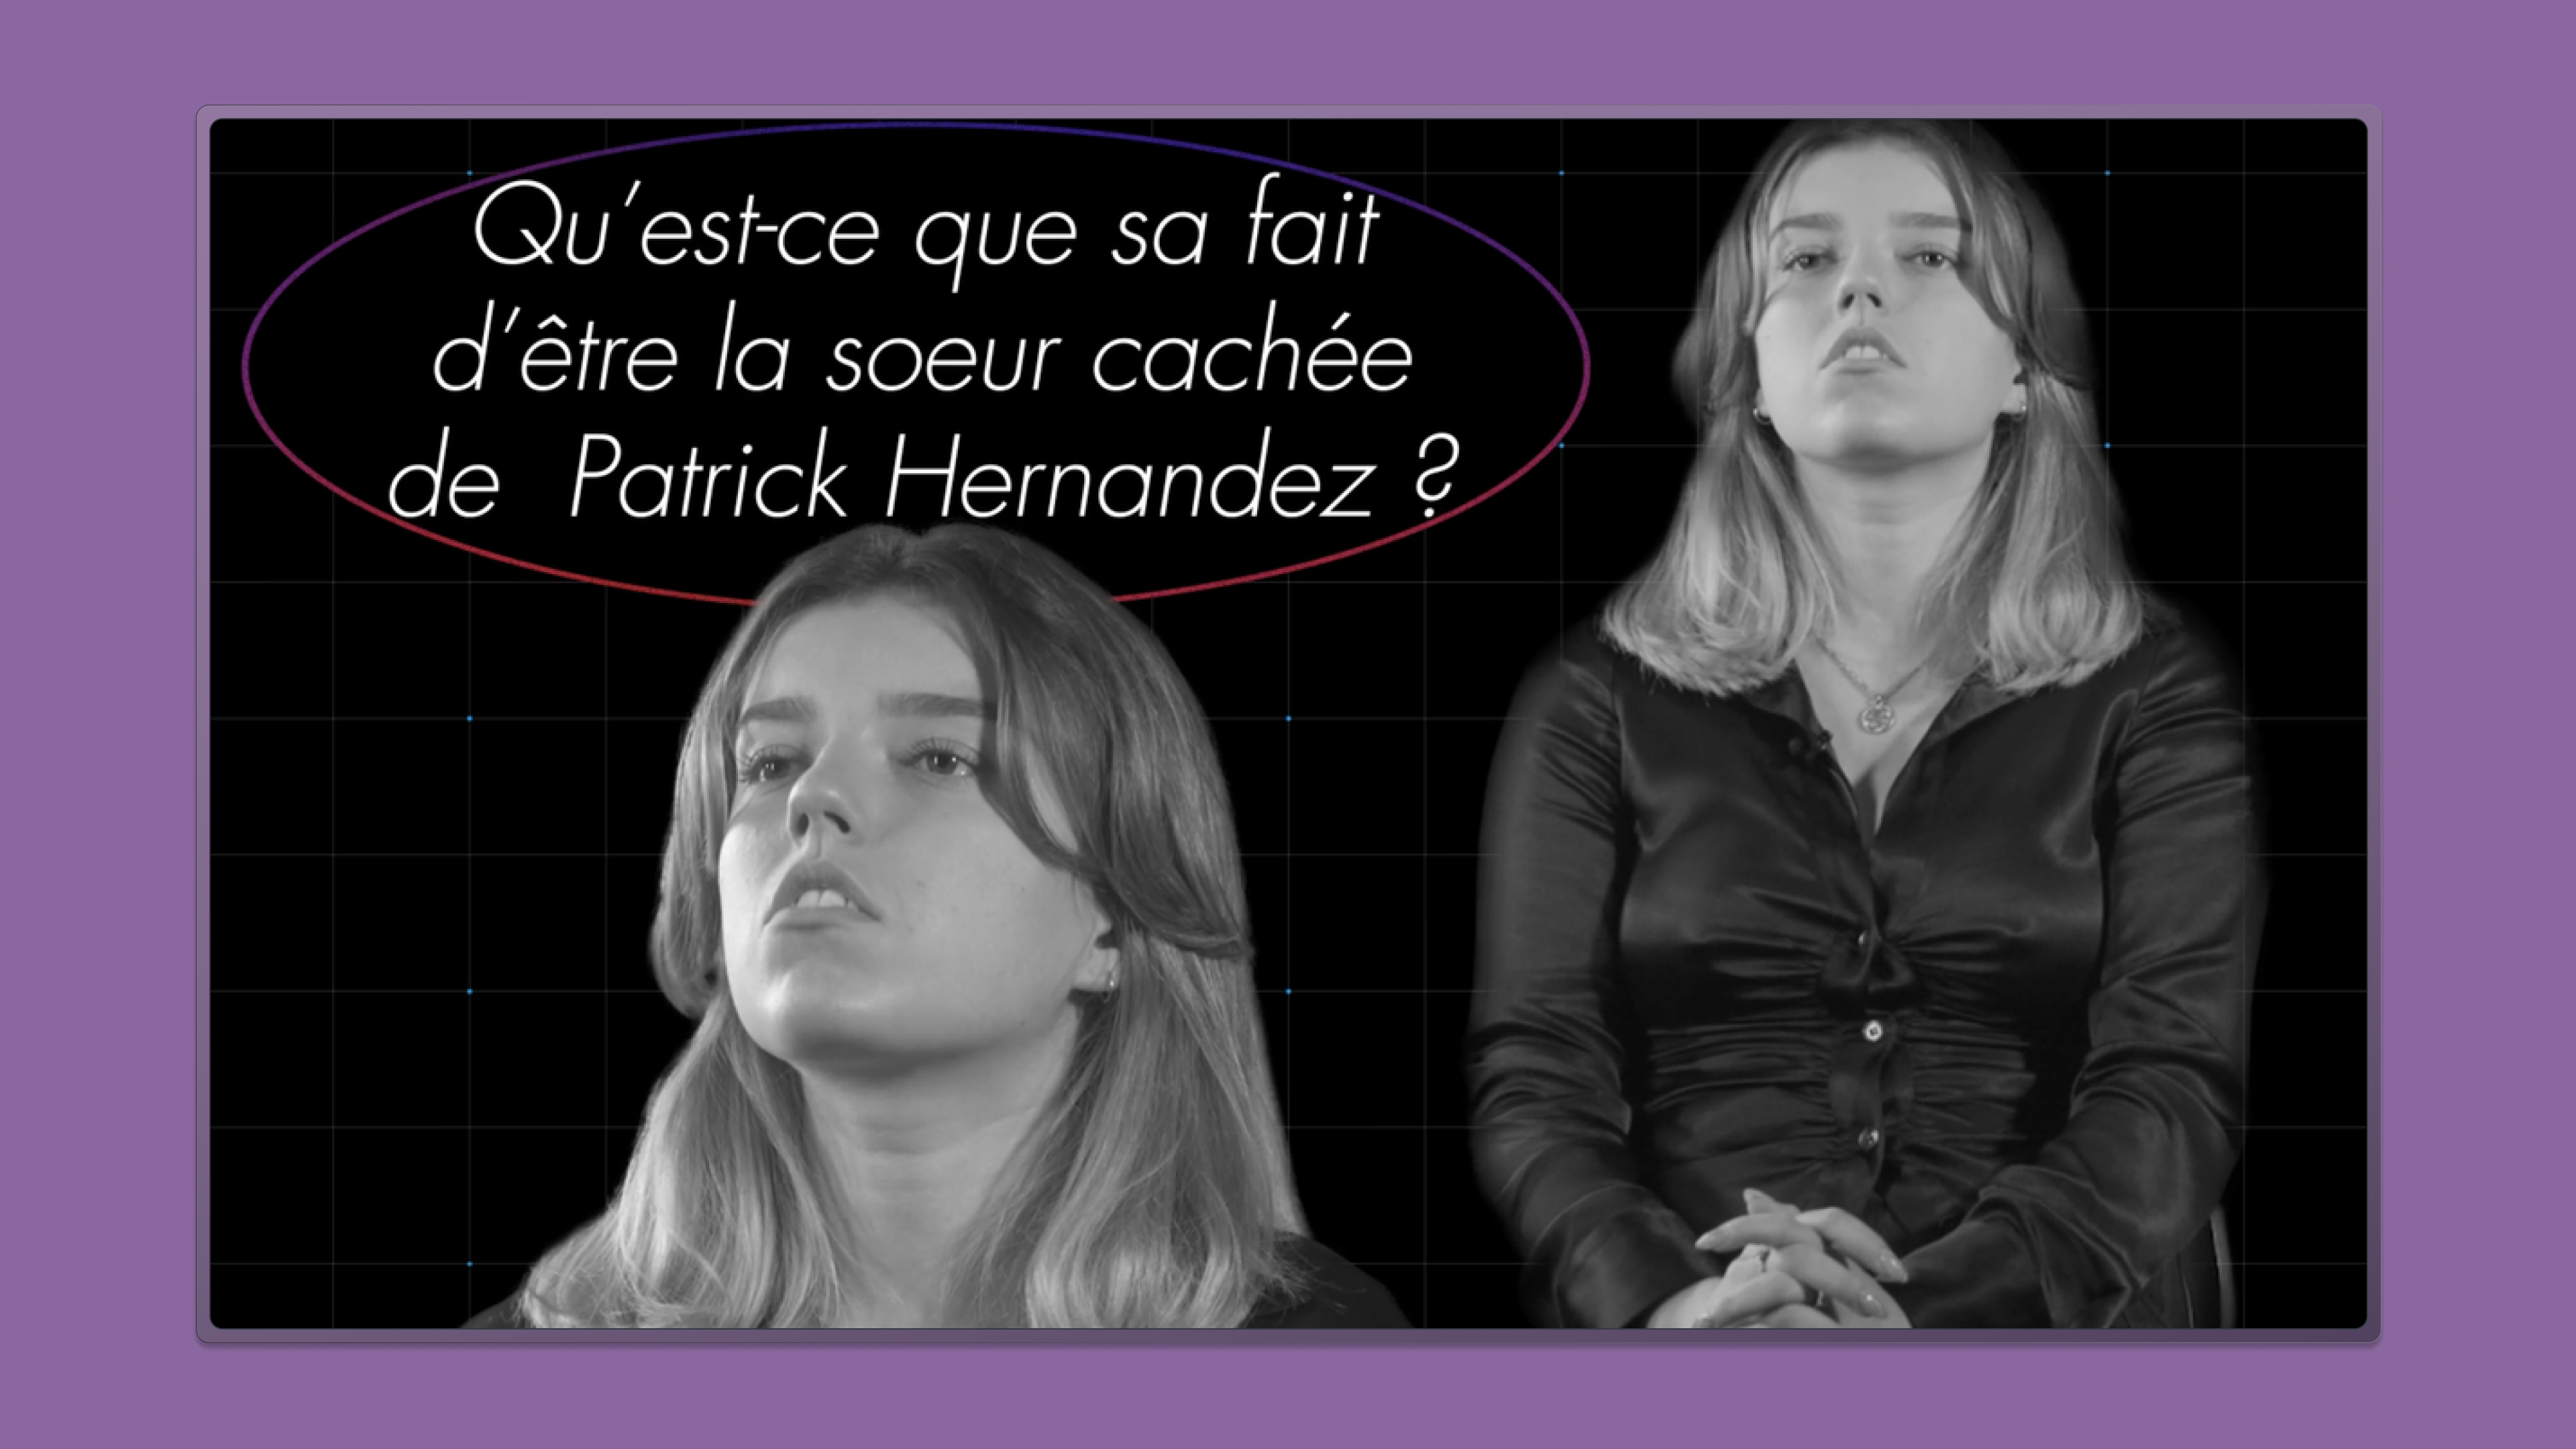 Qu’est-ce que sa fait
d’être la soeur cachée
de Patrick Hernandez ?